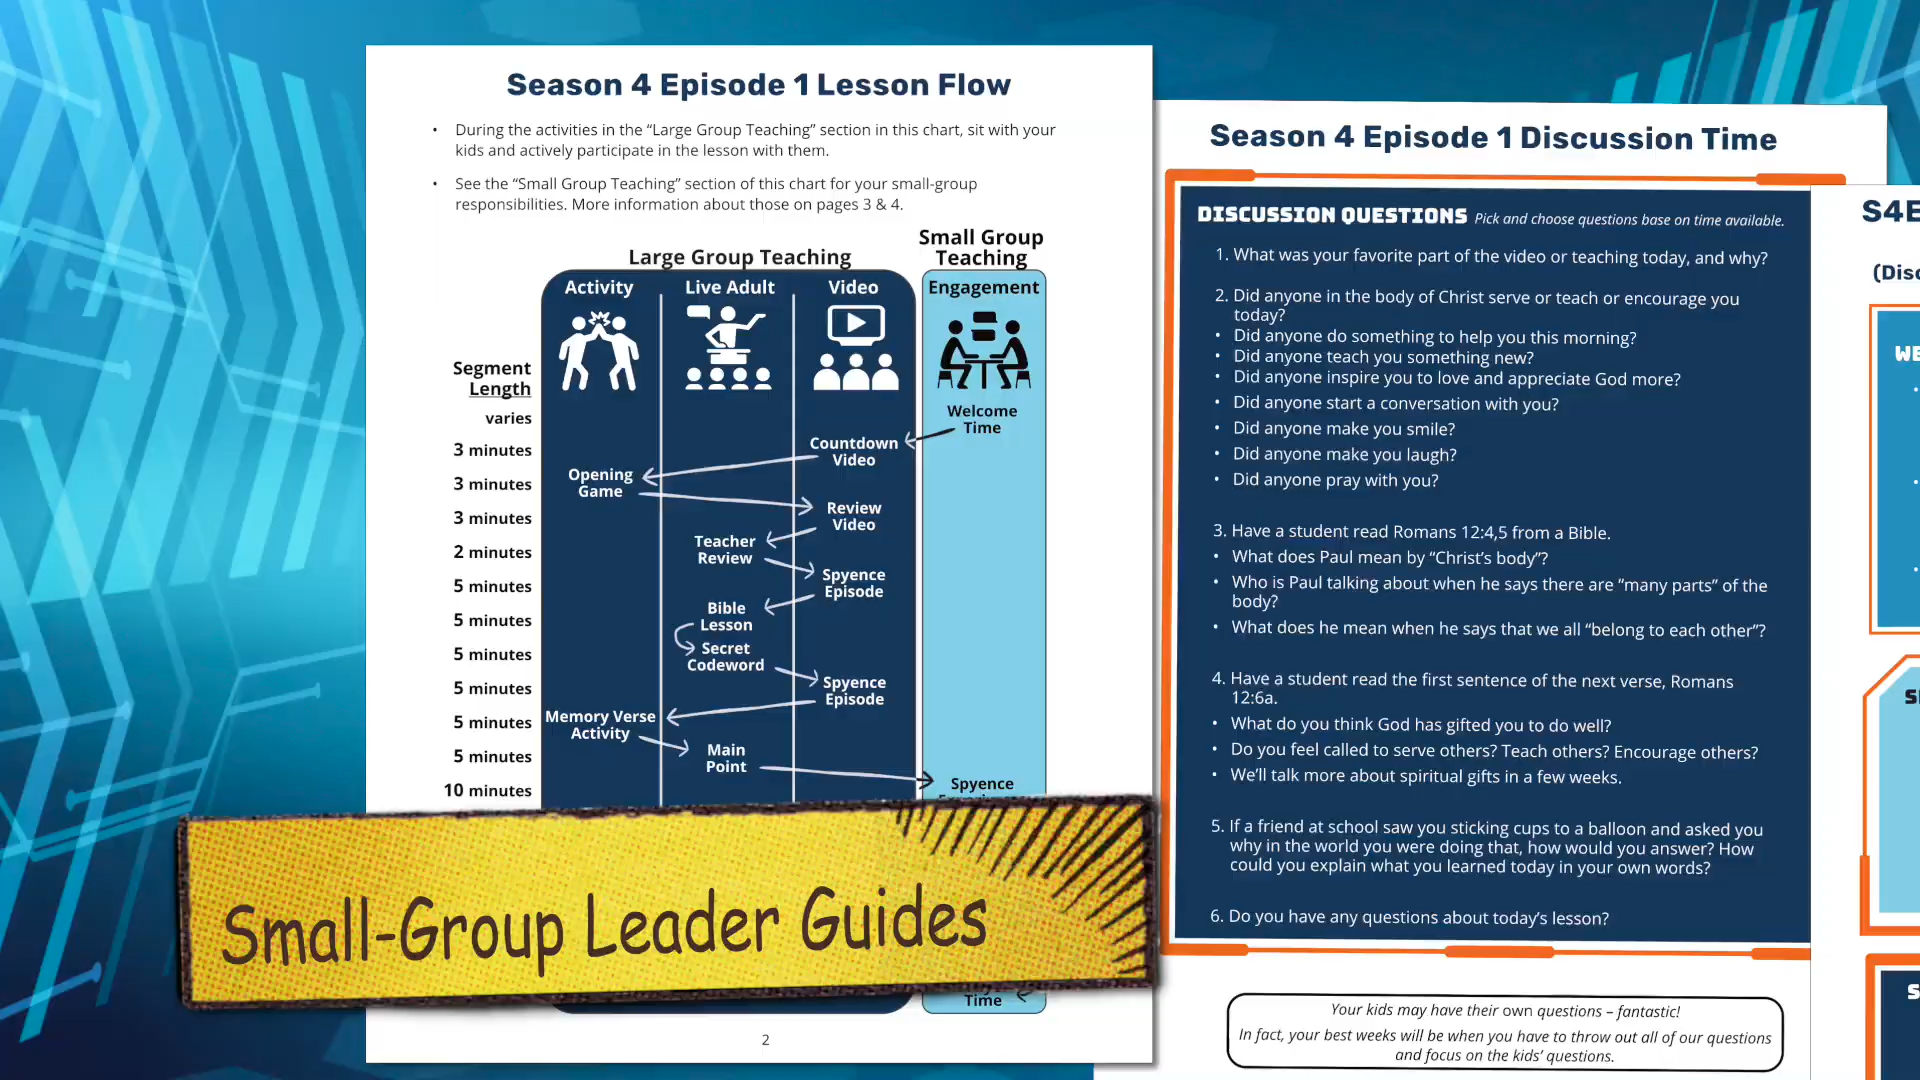 Season 4 Episode 1 Lesson Flow
• During the activities in the “Large Group Teaching” section in this chart, sit with your
kids and actively participate in the lesson with them.
• See the “Small Group Teaching” section of this chart for your small-group
responsibilities. More information about those on pages 3 & 4.
Large Group Teaching
Small Group
Teaching
Activity
Live Adult
Video
Engagement
Segment
Length
varies
Welcome
Time
3 minutes
Countdown
Video
3 minutes
Opening
Game
3 minutes
Review
Video
2 minutes
Teacher
Review
5 minutes
Spyence
Episode
5 minutes
Bible
Lesson
5 minutes
Secret
Codeword
5 minutes
Spyence
Episode
5 minutes
Memory Verse
Activity
5 minutes
Main
Point
10 minutes
Spyence
Time
2
Small-Group Leader Guides
Season 4 Episode 1 Discussion Time
DISCUSSION QUESTIONS Pick and choose questions base on time available.
1. What was your favorite part of the video or teaching today, and why?
2. Did anyone in the body of Christ serve or teach or encourage you
today?
• Did anyone do something to help you this morning?
• Did anyone teach you something new?
• Did anyone inspire you to love and appreciate God more?
• Did anyone start a conversation with you?
• Did anyone make you smile?
• Did anyone make you laugh?
• Did anyone pray with you?
3. Have a student read Romans 12:4,5 from a Bible.
• What does Paul mean by “Christ’s body”?
• Who is Paul talking about when he says there are “many parts” of the
body?
• What does he mean when he says that we all “belong to each other”?
4. Have a student read the first sentence of the next verse, Romans
12:6a.
• What do you think God has gifted you to do well?
• Do you feel called to serve others? Teach others? Encourage others?
• We’ll talk more about spiritual gifts in a few weeks.
5. If a friend at school saw you sticking cups to a balloon and asked you
why in the world you were doing that, how would you answer? How
could you explain what you learned today in your own words?
6. Do you have any questions about today’s lesson?
Your kids may have their own questions – fantastic!
In fact, your best weeks will be when you have to throw out all of our questions
and focus on the kids’ questions.
S4E
(Disc
WE